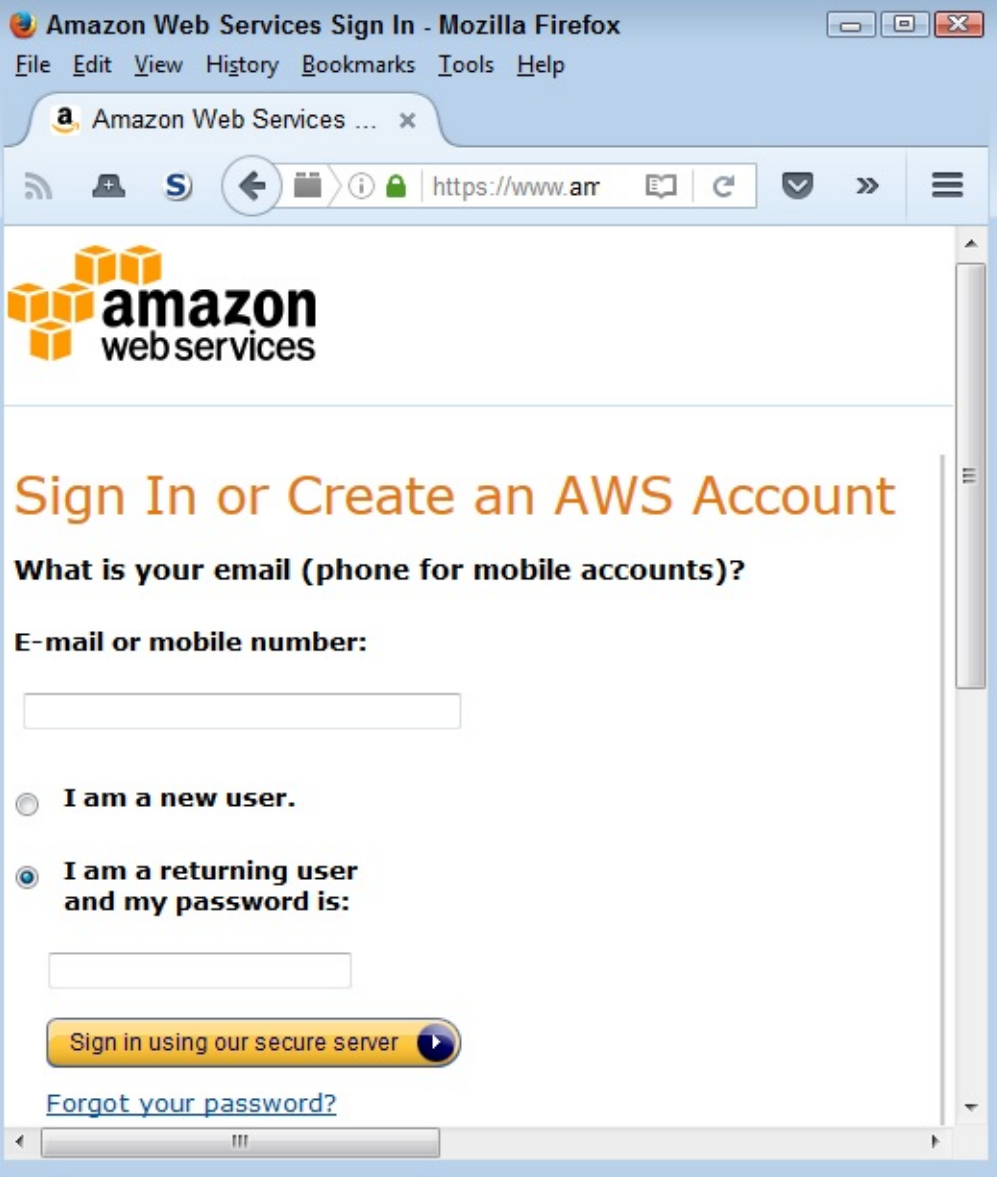 Amazon Web Services Sign In - Mozilla Firefox
File Edit View History Bookmarks Tools Help
a Amazon Web Services ...
S https://www.am
amazon
web services
Sign In or Create an AWS Account
What is your email (phone for mobile accounts)?
E-mail or mobile number:
I am a new user.
I am a returning user
and my password is:
Sign in using our secure server
Forgot your password?